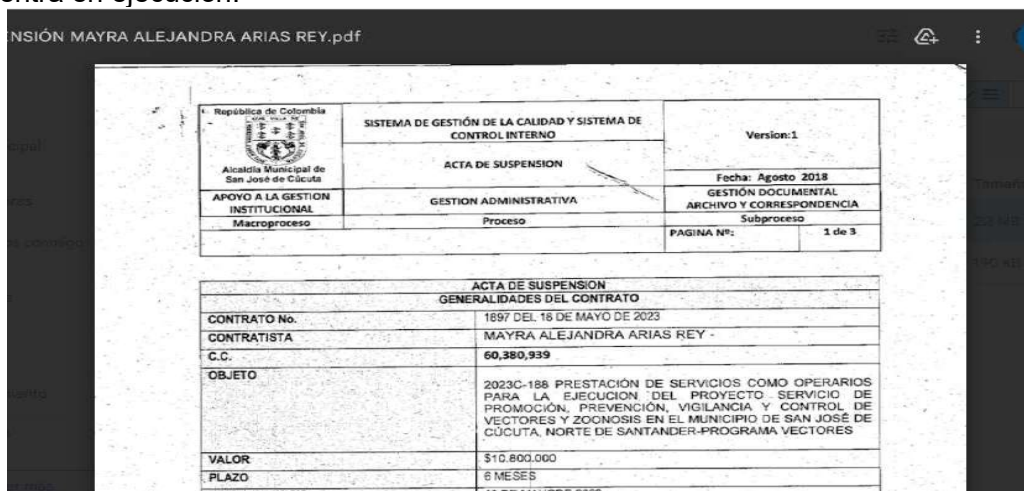 entra en ejecución.
NSIÓN MAYRA ALEJANDRA ARIAS REY.pdf
República de Colombia
Alcaldía Municipal de
San José de Cúcuta
SISTEMA DE GESTIÓN DE LA CALIDAD Y SISTEMA DE
CONTROL INTERNO
ACTA DE SUSPENSION
Version:1
Fecha: Agosto 2018
APOYO A LA GESTION
INSTITUCIONAL
GESTION ADMINISTRATIVA
GESTIÓN DOCUMENTAL
ARCHIVO Y CORRESPONDENCIA
Macroproceso
Proceso
Subproceso
PAGINA Nº:
1 de 3
ACTA DE SUSPENSION
GENERALIDADES DEL CONTRATO
CONTRATO No.
1897 DEL 18 DE MAYO DE 2023
CONTRATISTA
MAYRA ALEJANDRA ARIAS REY -
C.C.
60,380,939
OBJETO
2023C-188 PRESTACIÓN DE SERVICIOS COMO OPERARIOS
PARA LA EJECUCION DEL PROYECTO SERVICIO DE
PROMOCIÓN, PREVENCIÓN, VIGILANCIA Y CONTROL DE
VECTORES Y ZOONOSIS EN EL MUNICIPIO DE SAN JOSÉ DE
CÚCUTA, NORTE DE SANTANDER-PROGRAMA VECTORES
VALOR
$10.800.000
PLAZO
6 MESES